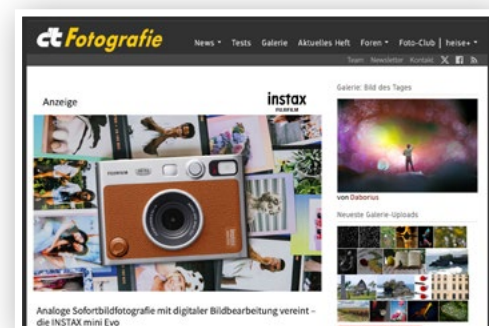 c't Fotografie
News Tests Galerie Aktuelles Heft Foren Foto-Club | heise+
Team Newsletter Kontakt
Anzeige
instax
FUJIFILM
Galerie: Bild des Tages
von Daborius
Neueste Galerie-Uploads
Analoge Sofortbildfotografie mit digitaler Bildbearbeitung vereint –
die INSTAX mini Evo